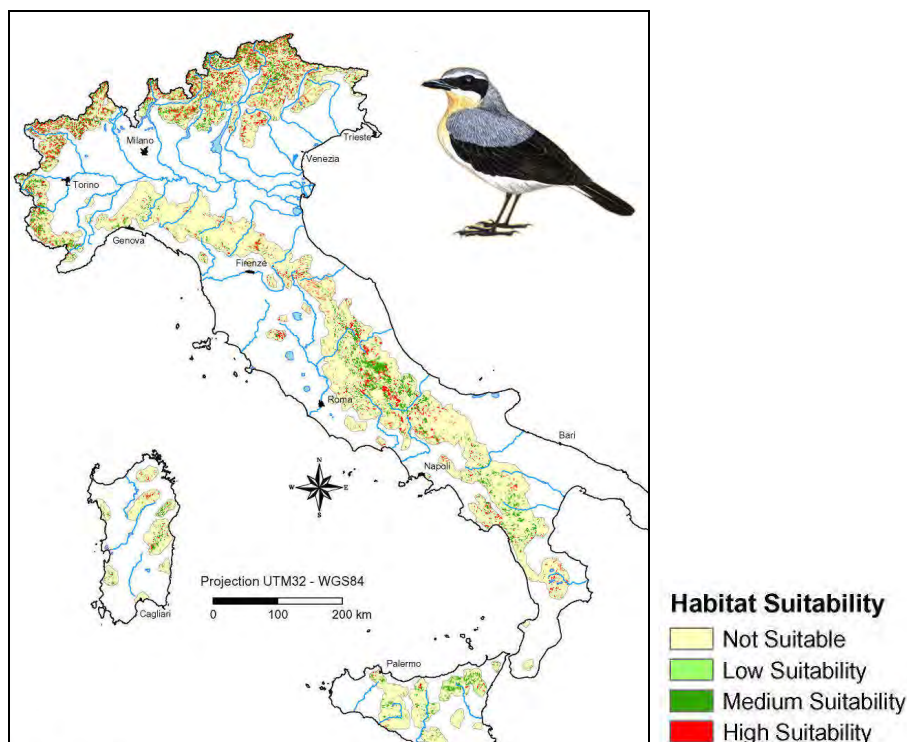 Milano
Trieste
Venezia
Torino
Genova
Firenze
Roma
Bari
Napoli
N
W
E
S
Projection UTM32 - WGS84
0 100 200 km
Cagliari
Palermo
Habitat Suitability
Not Suitable
Low Suitability
Medium Suitability
High Suitability